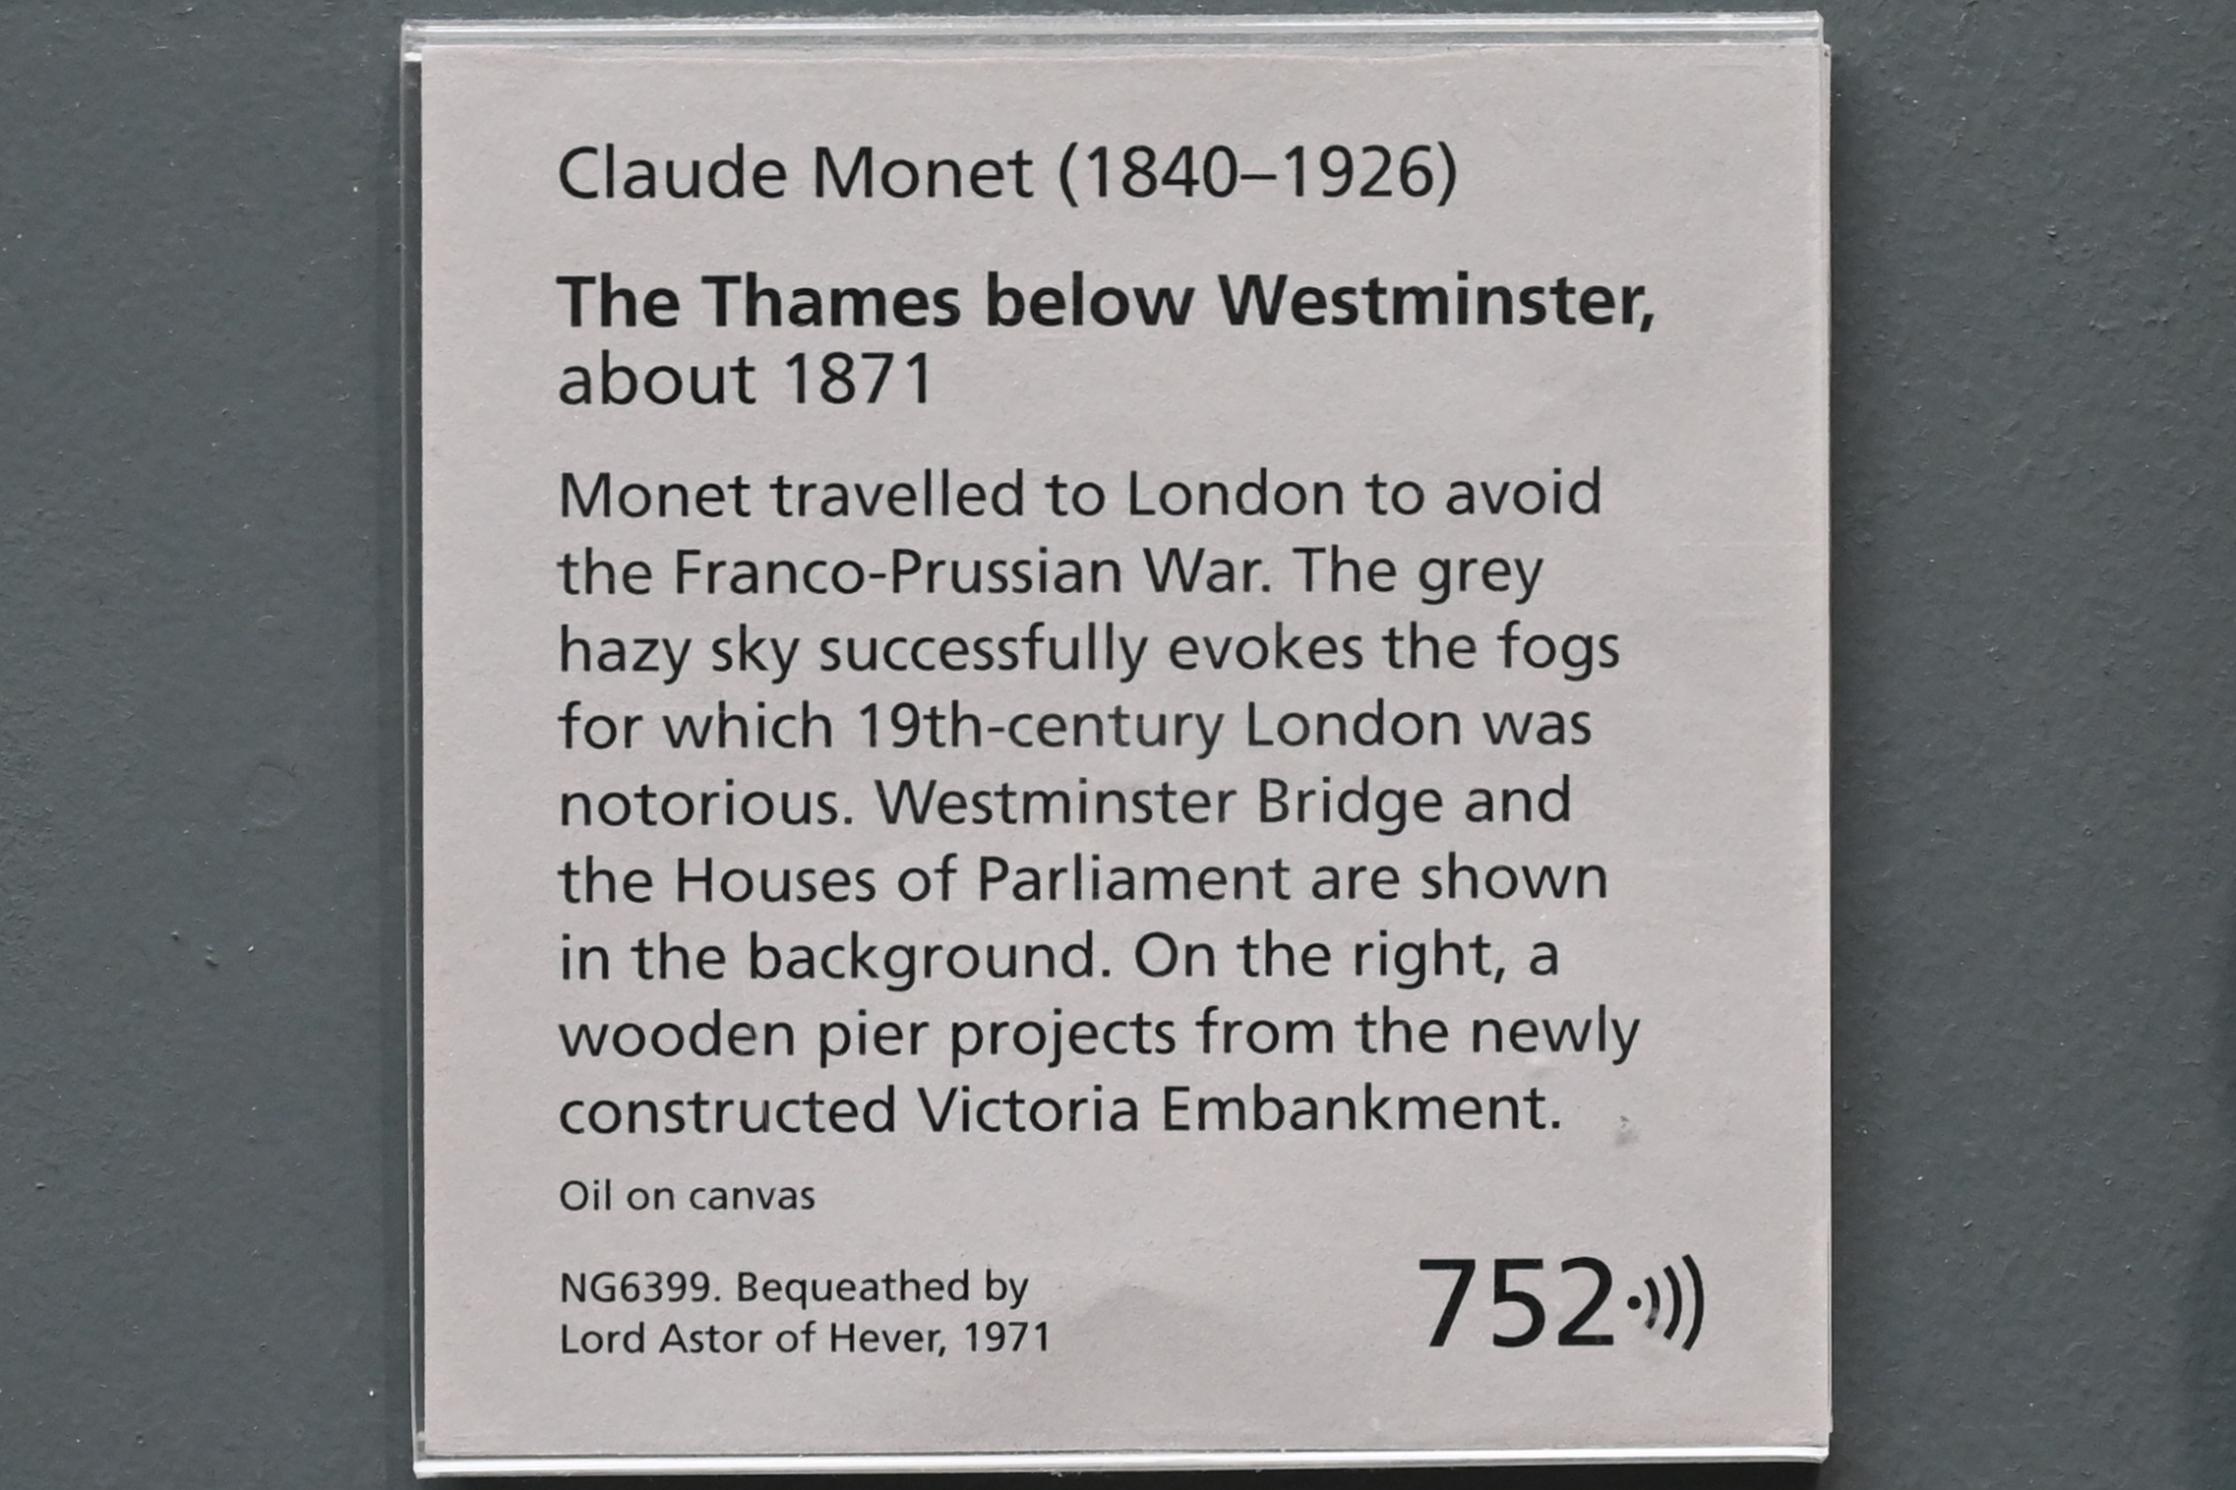 Claude Monet (1840–1926)
The Thames below Westminster,
about 1871
Monet travelled to London to avoid
the Franco-Prussian War. The grey
hazy sky successfully evokes the fogs
for which 19th-century London was
notorious. Westminster Bridge and
the Houses of Parliament are shown
in the background. On the right, a
wooden pier projects from the newly
constructed Victoria Embankment.
Oil on canvas
NG6399. Bequeathed by
Lord Astor of Hever, 1971
752